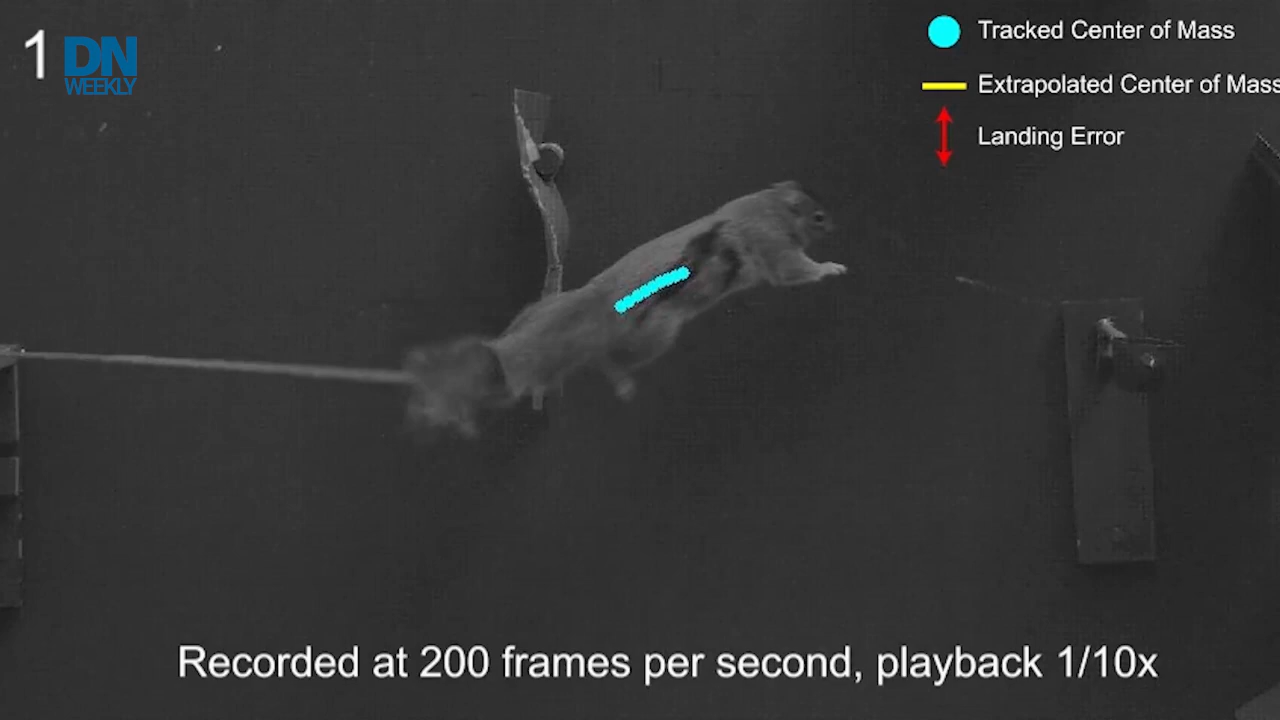 1
DN
WEEKLY
Tracked Center of Mass
Extrapolated Center of Mass
Landing Error
Recorded at 200 frames per second, playback 1/10x